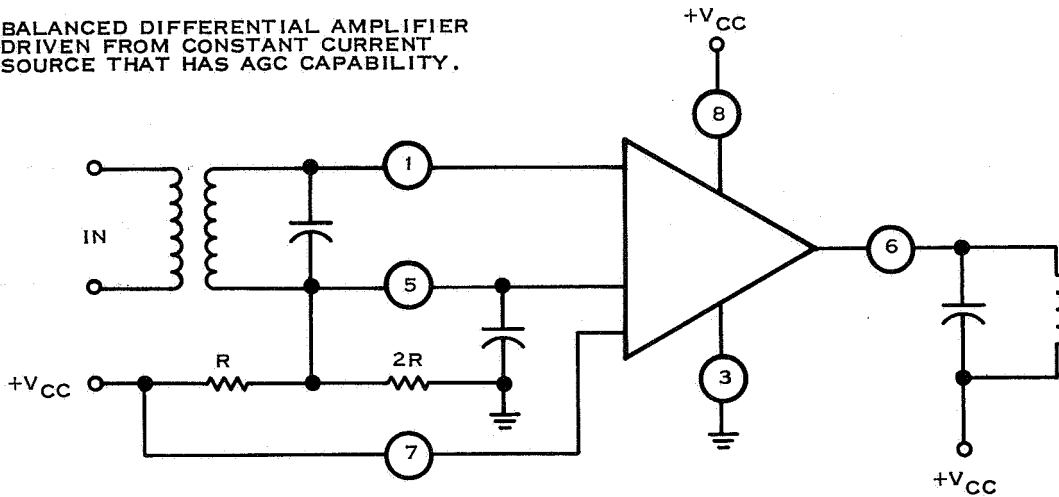 BALANCED DIFFERENTIAL AMPLIFIER
DRIVEN FROM CONSTANT CURRENT
SOURCE THAT HAS AGC CAPABILITY.
+VCC
8
1
IN
5
6
R
2R
+VCC
3
7
+VCC